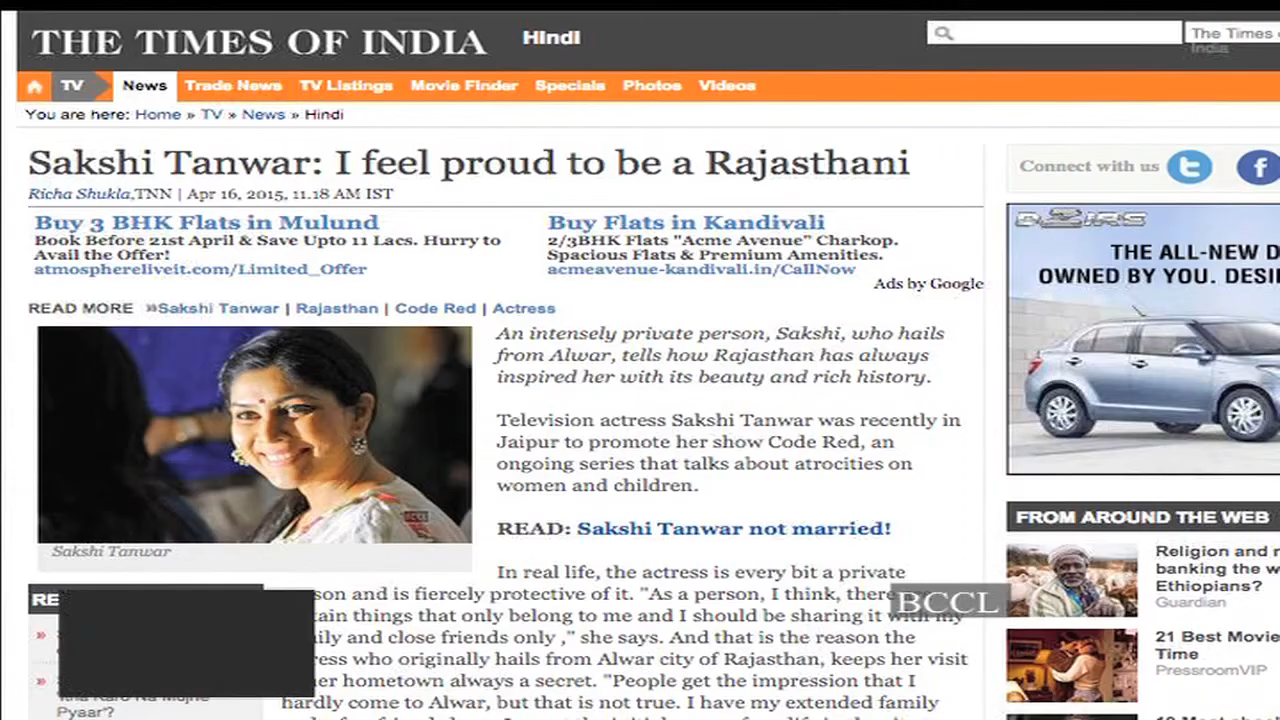 THE TIMES OF INDIA
Hindi
The Times
India
TV News Trade News TV Listings Movie Finder Specials Photos Videos
You are here: Home » TV » News » Hindi
Sakshi Tanwar: I feel proud to be a Rajasthani
Richa Shukla,TNN | Apr 16, 2015, 11.18 AM IST
Buy 3 BHK Flats in Mulund
Book Before 21st April & Save Upto 11 Lacs. Hurry to
Avail the Offer!
atmosphereliveit.com/Limited_Offer
Buy Flats in Kandivali
2/3BHK Flats "Acme Avenue" Charkop.
Spacious Flats & Premium Amenities.
acmeavenue-kandivali.in/CallNow
Ads by Google
READ MORE »Sakshi Tanwar | Rajasthan | Code Red | Actress
An intensely private person, Sakshi, who hails
from Alwar, tells how Rajasthan has always
inspired her with its beauty and rich history.
Television actress Sakshi Tanwar was recently in
Jaipur to promote her show Code Red, an
ongoing series that talks about atrocities on
women and children.
READ: Sakshi Tanwar not married!
Sakshi Tanwar
In real life, the actress is every bit a private
son and is fiercely protective of it. "As a person, I think, there
tain things that only belong to me and I should be sharing it with my
ily and close friends only ," she says. And that is the reason the
ress who originally hails from Alwar city of Rajasthan, keeps her visit
her hometown always a secret. "People get the impression that I
hardly come to Alwar, but that is not true. I have my extended family
BCCL
RE
Pyaar'?
Connect with us
DZIRE
THE ALL-NEW D
OWNED BY YOU. DESI
FROM AROUND THE WEB
Religion and
banking the w
Ethiopians?
Guardian
21 Best Movie
Time
PressroomVIP